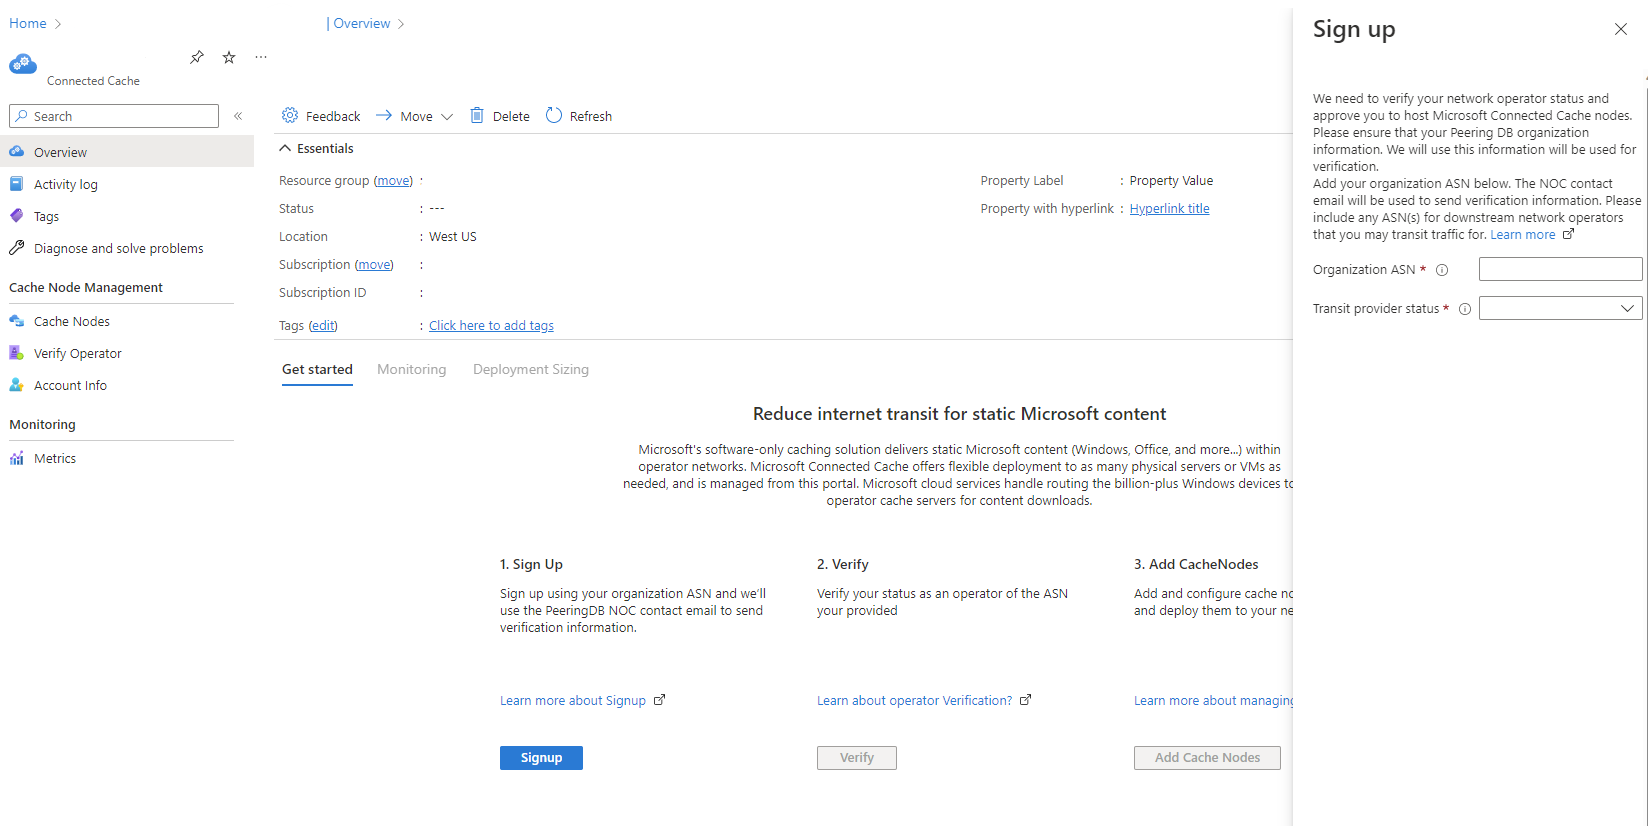 Home
| Overview
Connected Cache
Search
Overview
Activity log
Tags
Diagnose and solve problems
Cache Node Management
Cache Nodes
Verify Operator
Account Info
Monitoring
Metrics
Feedback
Move
Delete
Refresh
Essentials
Resource group (move) :
Status : ---
Location : West US
Subscription (move) :
Subscription ID :
Tags (edit) : Click here to add tags
Property Label : Property Value
Property with hyperlink : Hyperlink title
Get started
Monitoring
Deployment Sizing
Reduce internet transit for static Microsoft content
Microsoft's software-only caching solution delivers static Microsoft content (Windows, Office, and more...) within
operator networks. Microsoft Connected Cache offers flexible deployment to as many physical servers or VMs as
needed, and is managed from this portal. Microsoft cloud services handle routing the billion-plus Windows devices to
operator cache servers for content downloads.
1. Sign Up
Sign up using your organization ASN and we'll
use the PeeringDB NOC contact email to send
verification information.
Learn more about Signup
Signup
2. Verify
Verify your status as an operator of the ASN
your provided
Learn about operator Verification?
Verify
3. Add CacheNodes
Add and configure cache
and deploy them to your
Learn more about managing
Add Cache Nodes
Sign up
We need to verify your network operator status and
approve you to host Microsoft Connected Cache nodes.
Please ensure that your Peering DB organization
information. We will use this information will be used for
verification.
Add your organization ASN below. The NOC contact
email will be used to send verification information. Please
include any ASN(s) for downstream network operators
that you may transit traffic for. Learn more
Organization ASN *
Transit provider status *